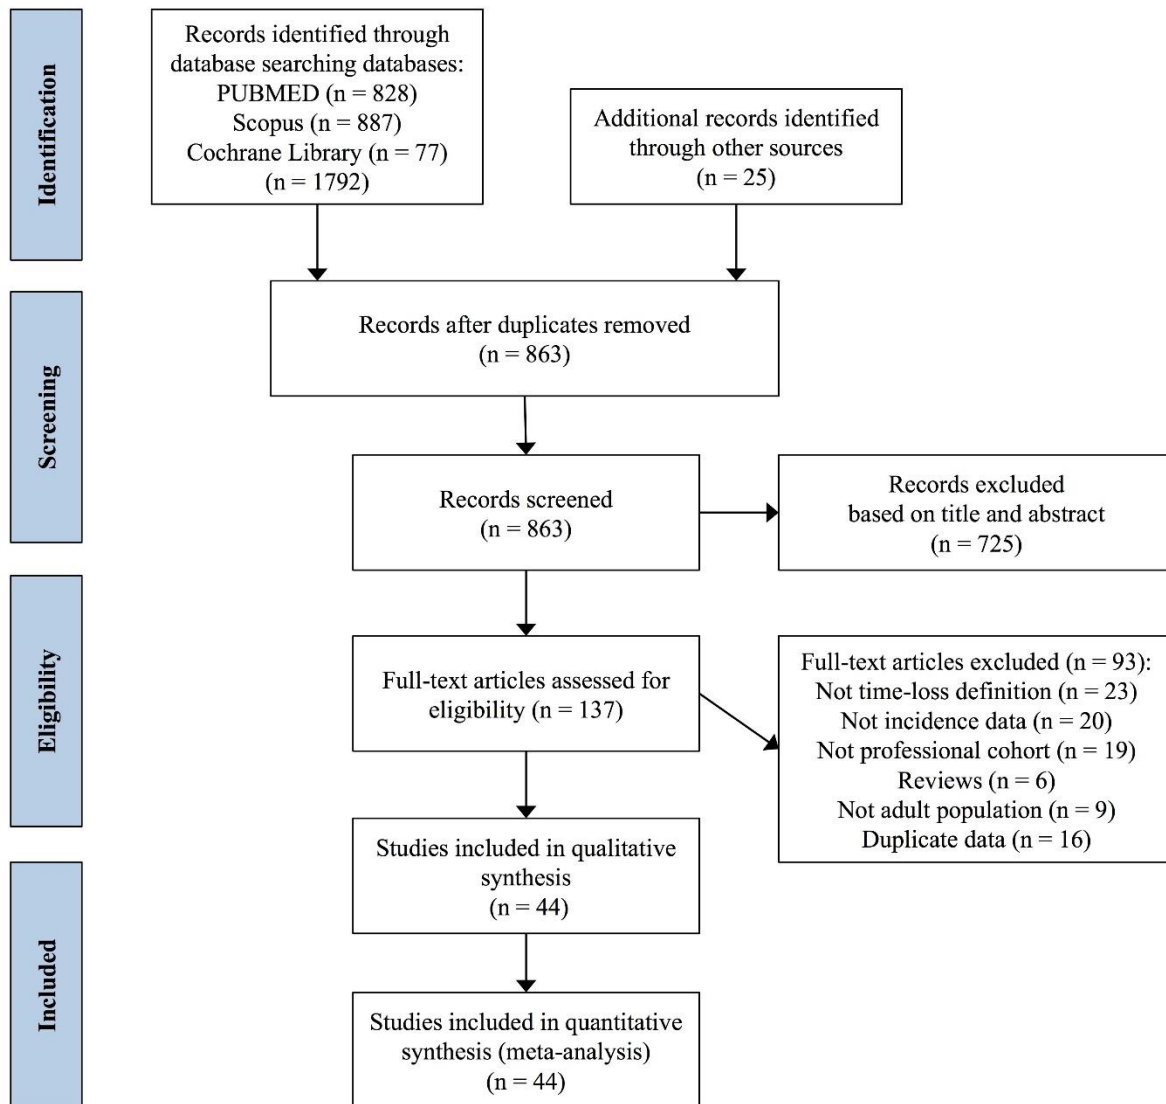 Identification
Records identified through
database searching databases:
PUBMED (n = 828)
Scopus (n = 887)
Cochrane Library (n = 77)
(n = 1792)
Additional records identified
through other sources
(n = 25)
Screening
Records after duplicates removed
(n = 863)
Records screened
(n = 863)
Records excluded
based on title and abstract
(n = 725)
Eligibility
Full-text articles assessed for
eligibility (n = 137)
Full-text articles excluded (n = 93):
Not time-loss definition (n = 23)
Not incidence data (n = 20)
Not professional cohort (n = 19)
Reviews (n = 6)
Not adult population (n = 9)
Duplicate data (n = 16)
Studies included in qualitative
synthesis
(n = 44)
Included
Studies included in quantitative
synthesis (meta-analysis)
(n = 44)